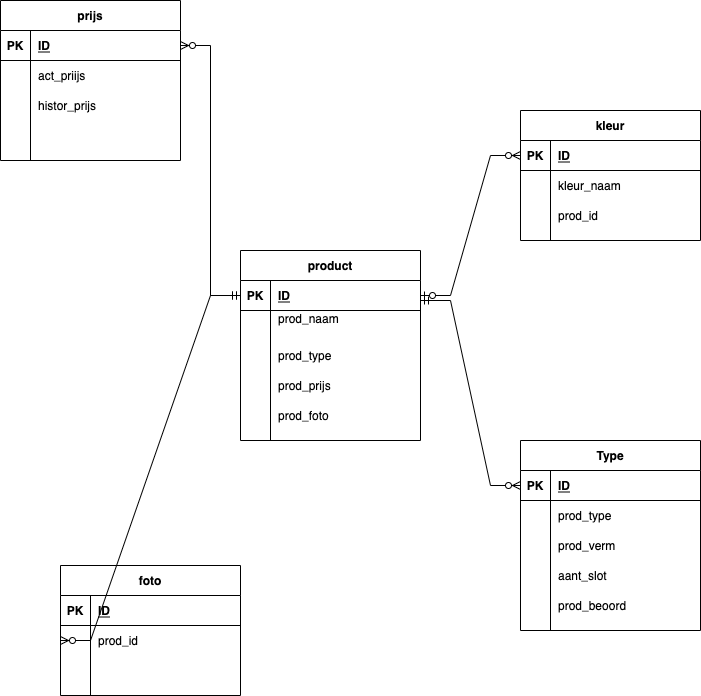 prijs
PK ID
act_priijs
histor_prijs
kleur
PK ID
kleur_naam
prod_id
product
PK ID
prod_naam
prod_type
prod_prijs
prod_foto
Type
PK ID
prod_type
prod_verm
aant_slot
prod_beoord
foto
PK ID
prod_id